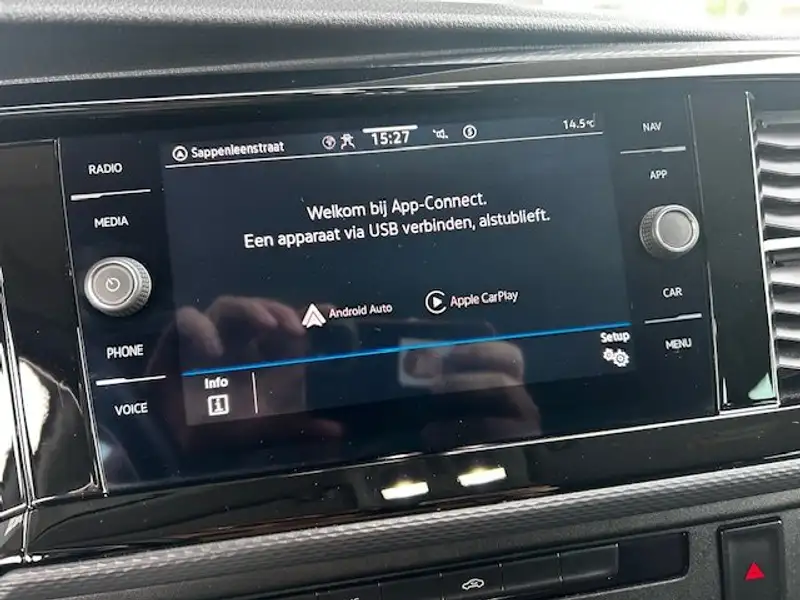 Sappenleenstraat
15:27
14.5°C
RADIO
MEDIA
PHONE
VOICE
Welkom bij App-Connect.
Een apparaat via USB verbinden, alstublieft.
Android Auto
Apple CarPlay
Info
Setup
NAV
APP
CAR
MENU